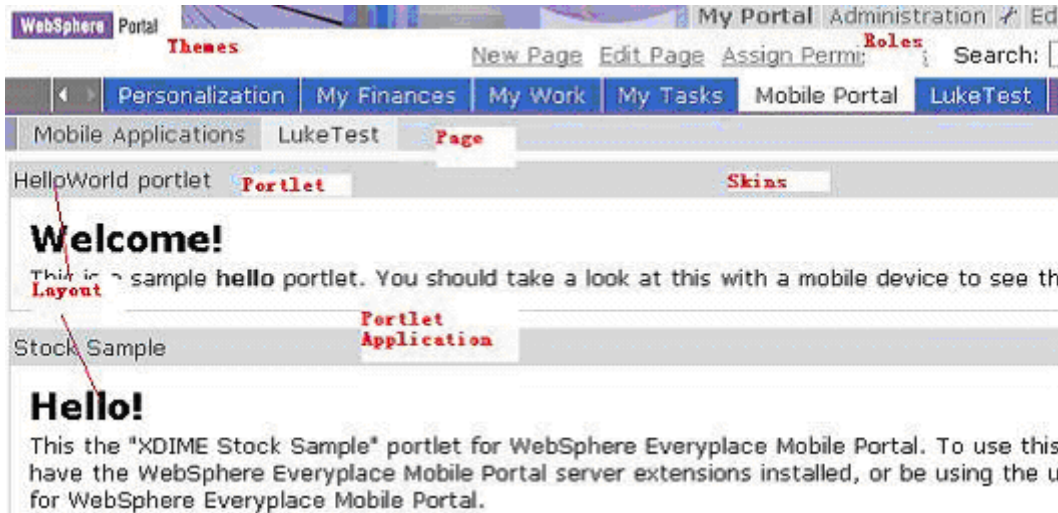 WebSphere Portal
My Portal Administration Ed
Themes
New Page Edit Page Assign Permi
Roles
Search:
Personalization My Finances My Work My Tasks Mobile Portal LukeTest
Mobile Applications LukeTest
Page
HelloWorld portlet
Portlet
Skins
Welcome!
This is a sample hello portlet. You should take a look at this with a mobile device to see th
Layout
Portlet
Application
Stock Sample
Hello!
This the "XDIME Stock Sample" portlet for WebSphere Everyplace Mobile Portal. To use this
have the WebSphere Everyplace Mobile Portal server extensions installed, or be using the u
for WebSphere Everyplace Mobile Portal.